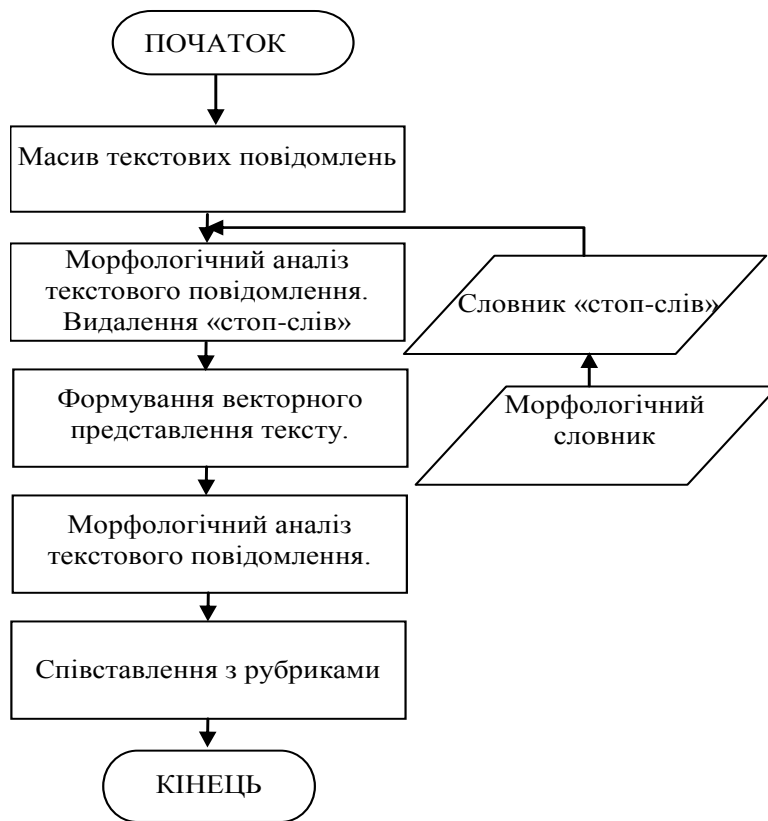 ПОЧАТОК
Масив текстових повідомлень
Морфологічний аналіз
текстового повідомлення.
Видалення «стоп-слів»
Словник «стоп-слів»
Формування векторного
представлення тексту.
Морфологічний
словник
Морфологічний аналіз
текстового повідомлення.
Співставлення з рубриками
КІНЕЦЬ